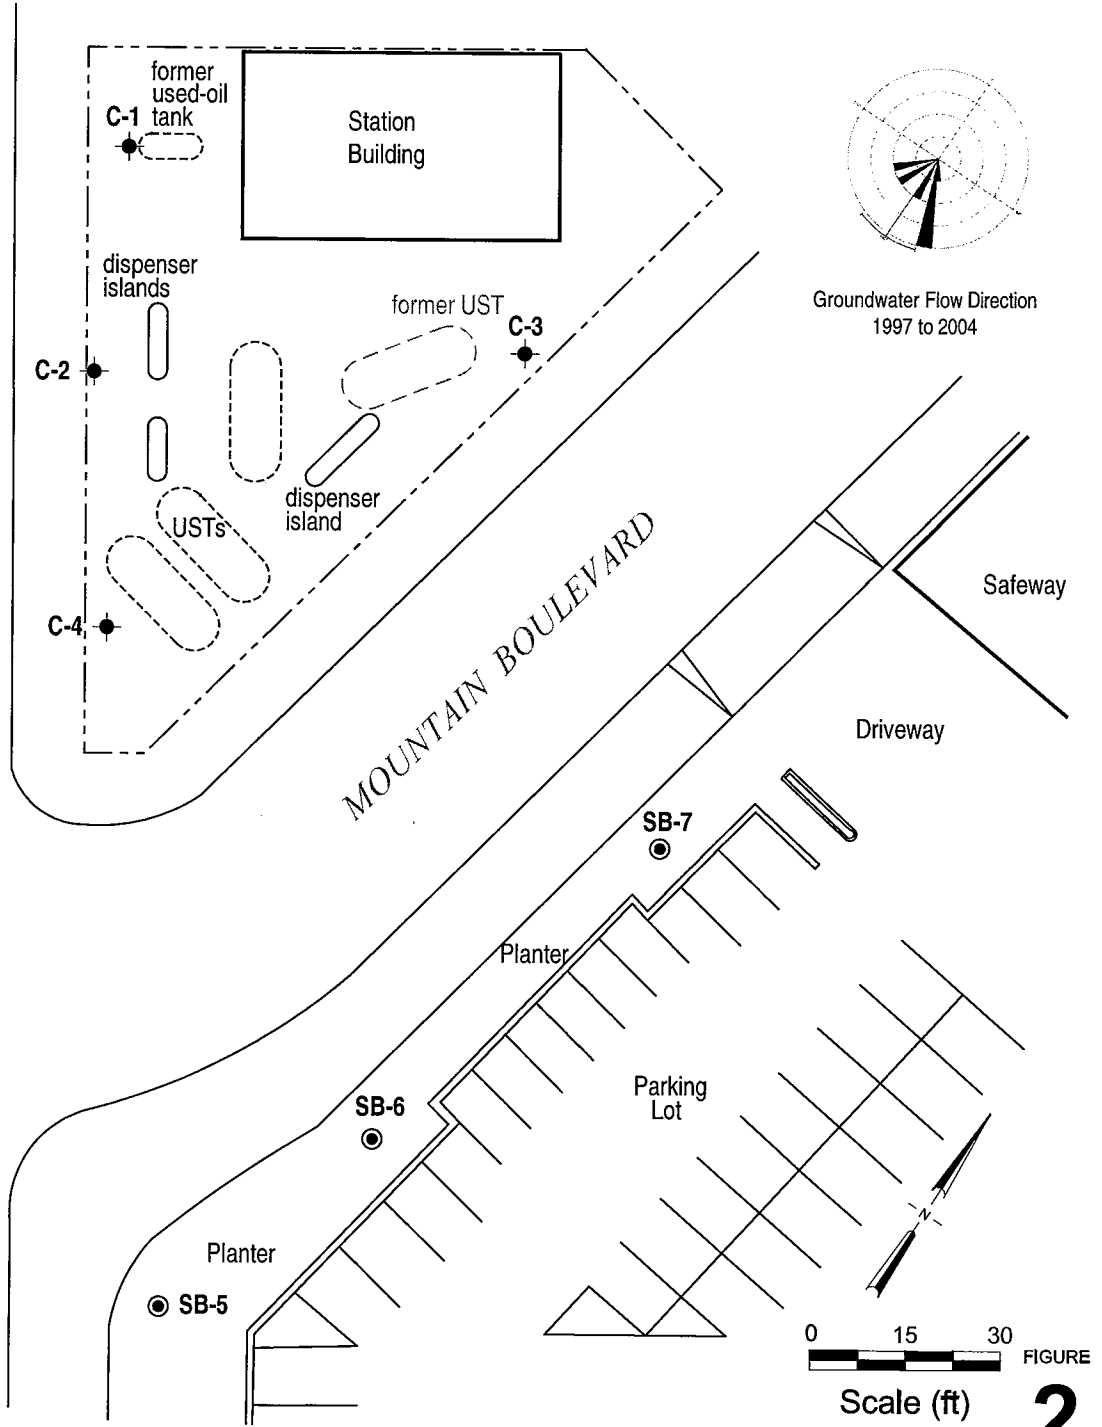 former
used-oil
tank
C-1
Station
Building
Groundwater Flow Direction
1997 to 2004
dispenser
islands
former UST
C-3
C-2
dispenser
island
USTs
C-4
MOUNTAIN BOULEVARD
Safeway
Driveway
SB-7
Planter
Parking
Lot
SB-6
N
Planter
SB-5
0 15 30
Scale (ft)
FIGURE
2